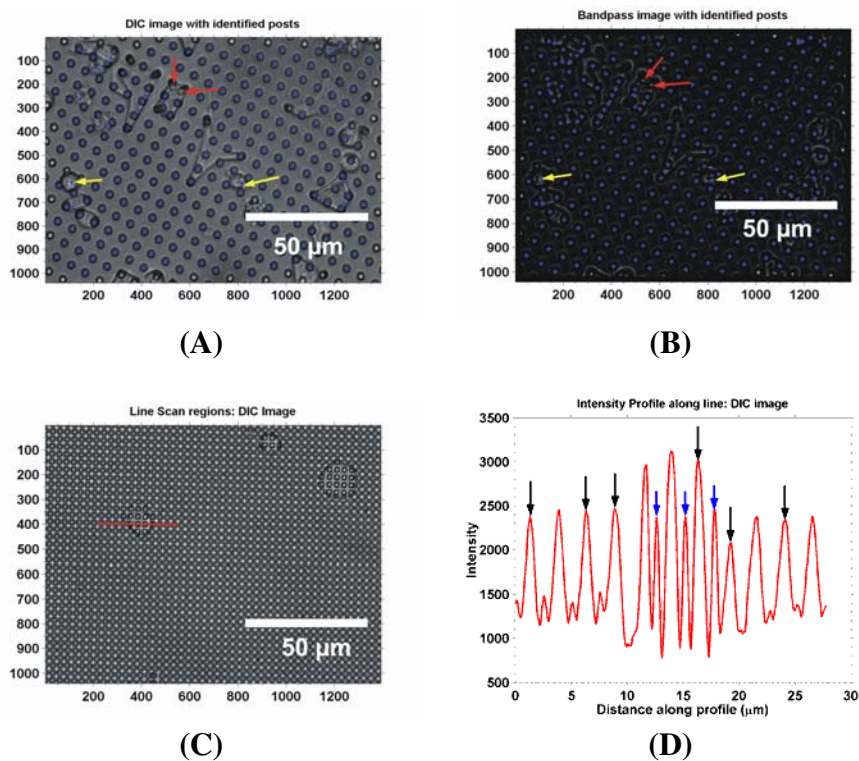 DIC image with identified posts
100
200
300
400
500
600
700
800
900
1000
50 µm
200 400 600 800 1000 1200
(A)
Bandpass image with identified posts
100
200
300
400
500
600
700
800
900
1000
50 µm
200 400 600 800 1000 1200
(B)
Line Scan regions: DIC Image
100
200
300
400
500
600
700
800
900
1000
50 µm
200 400 600 800 1000 1200
(C)
Intensity Profile along line: DIC image
3500
3000
2500
2000
1500
1000
500
Intensity
0 5 10 15 20 25 30
Distance along profile (µm)
(D)